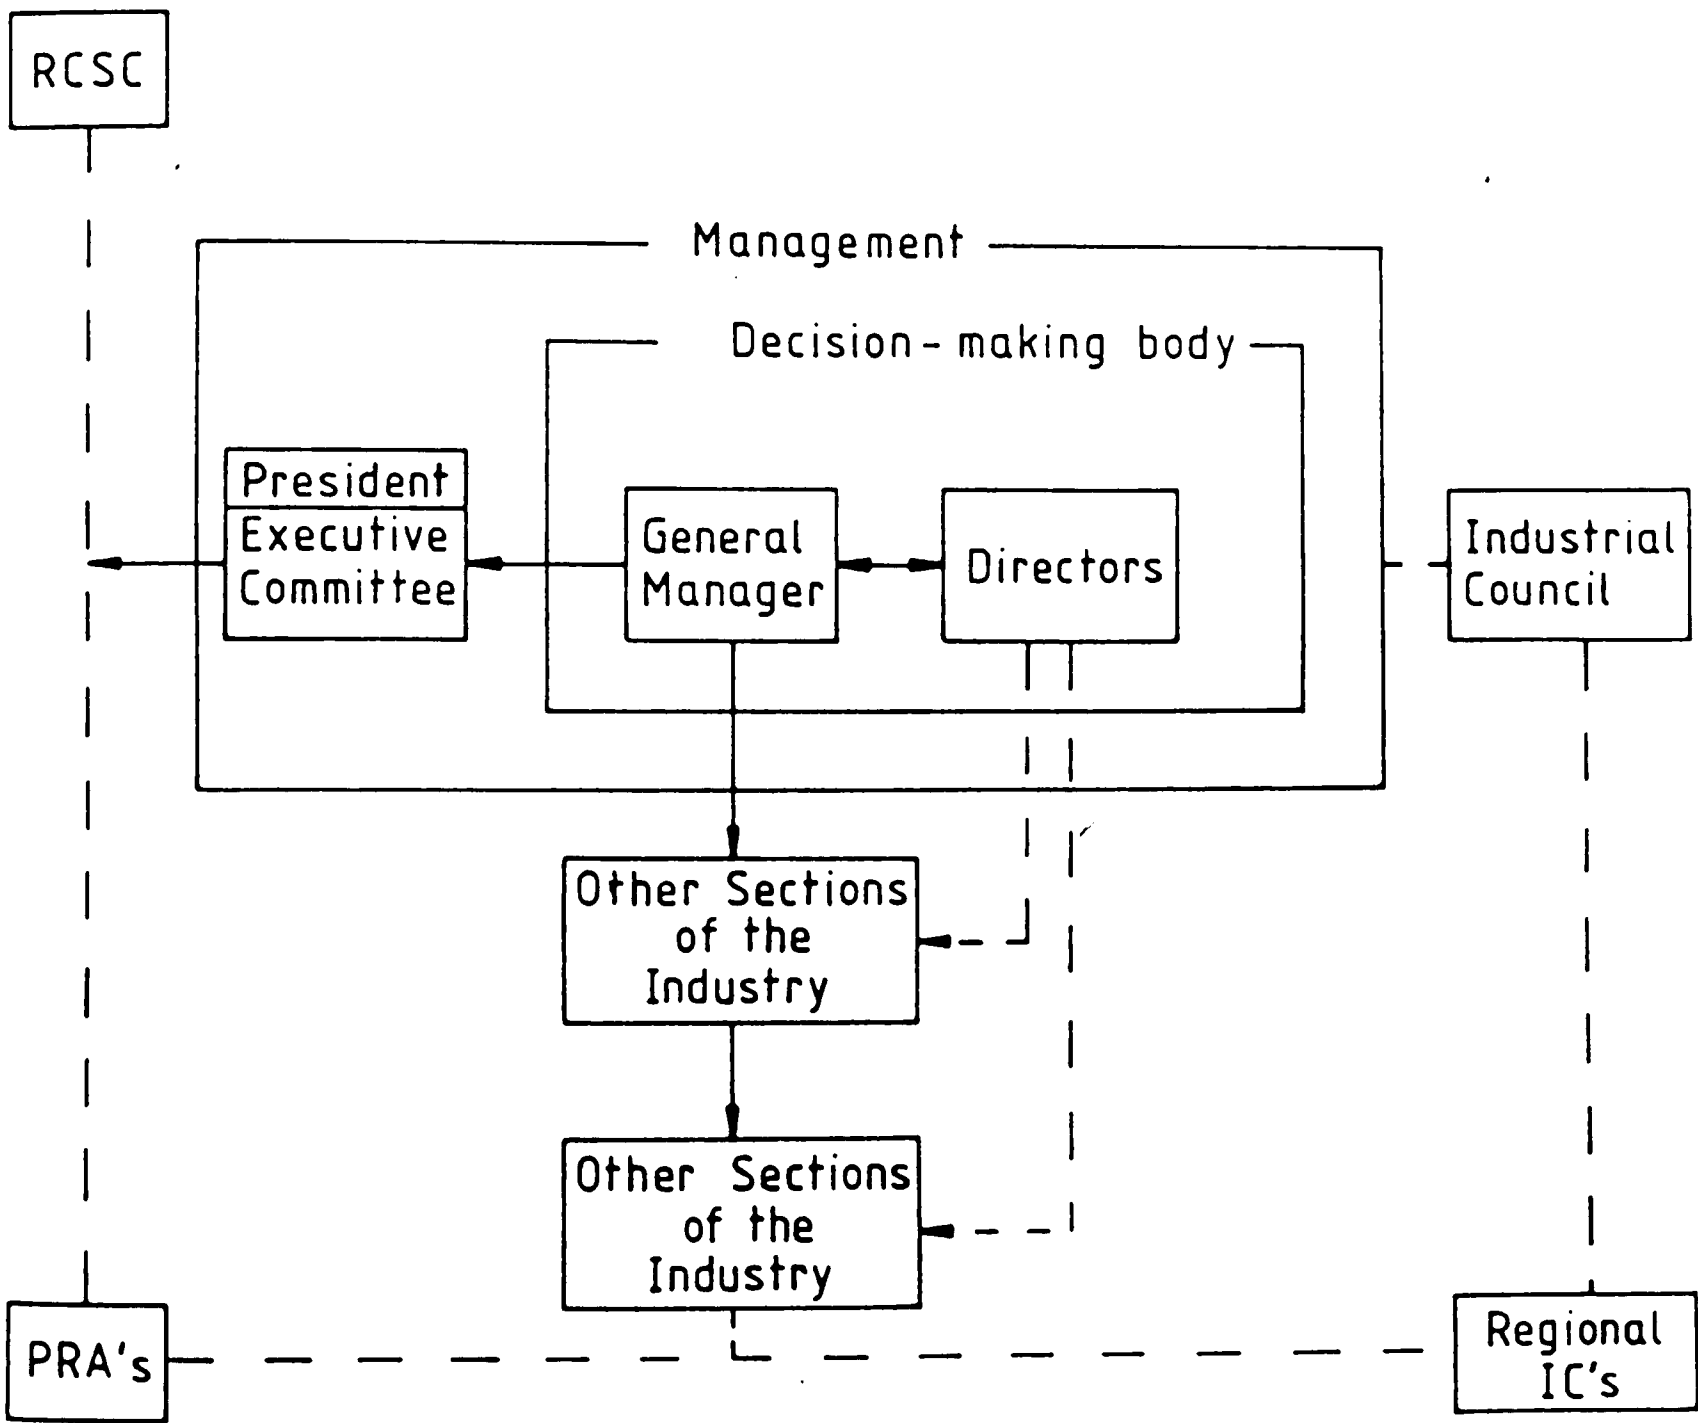 RCSC
Management
Decision-making body
President
Executive
Committee
General
Manager
Directors
Industrial
Council
Other Sections
of the
Industry
Other Sections
of the
Industry
PRA's
Regional
IC's